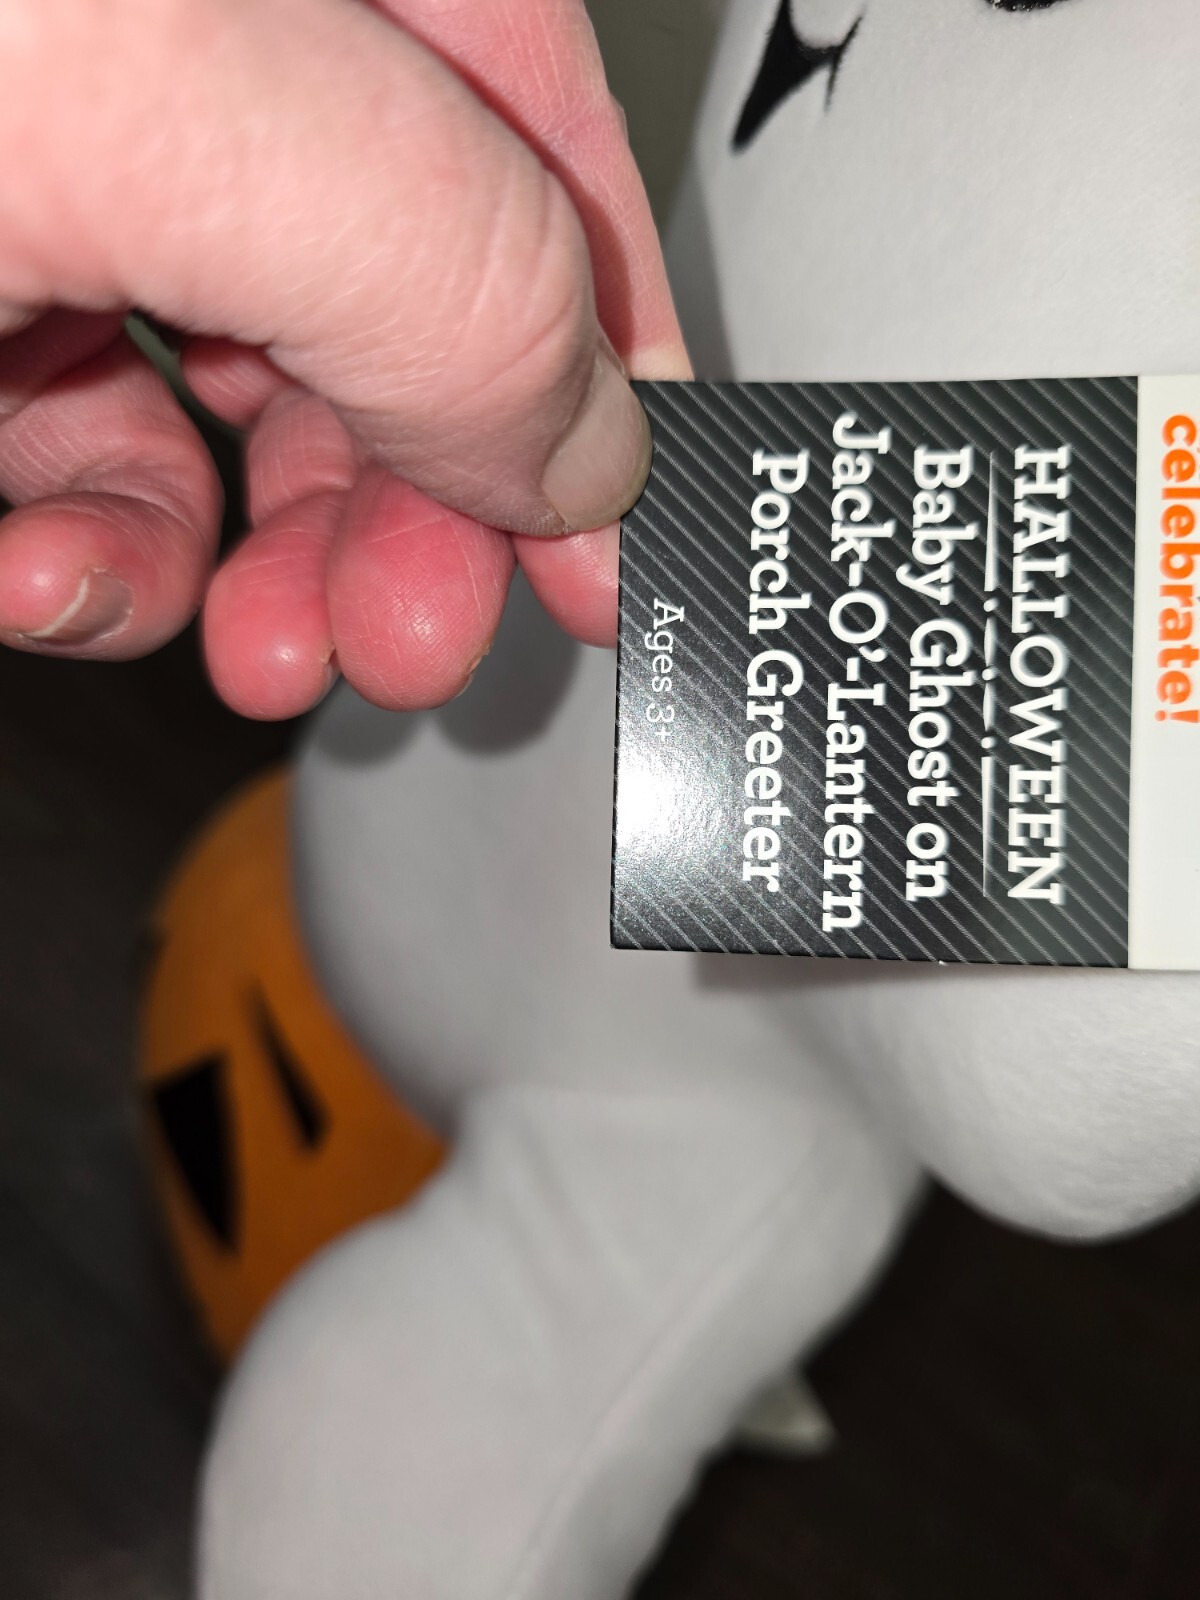 celebrate!
HALLOWEEN
Baby Ghost on
Jack-O'-Lantern
Porch Greeter
Ages 3+